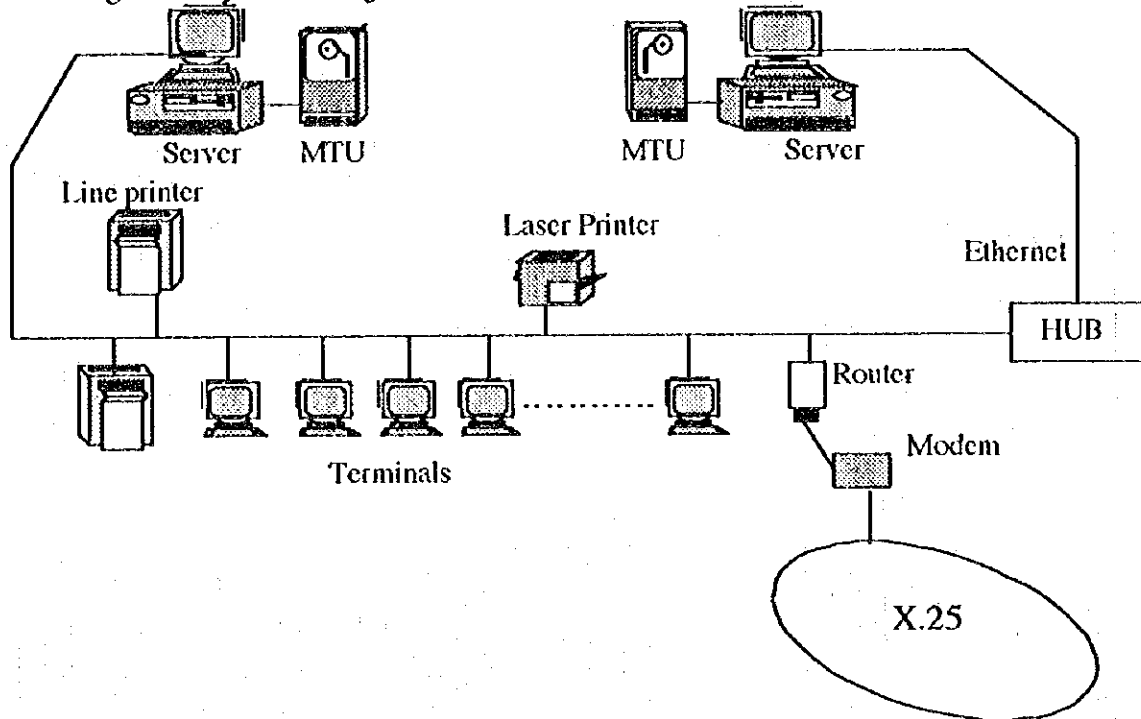 Server
MTU
MTU
Server
Line printer
Laser Printer
Ethernet
HUB
Router
Modem
Terminals
X.25